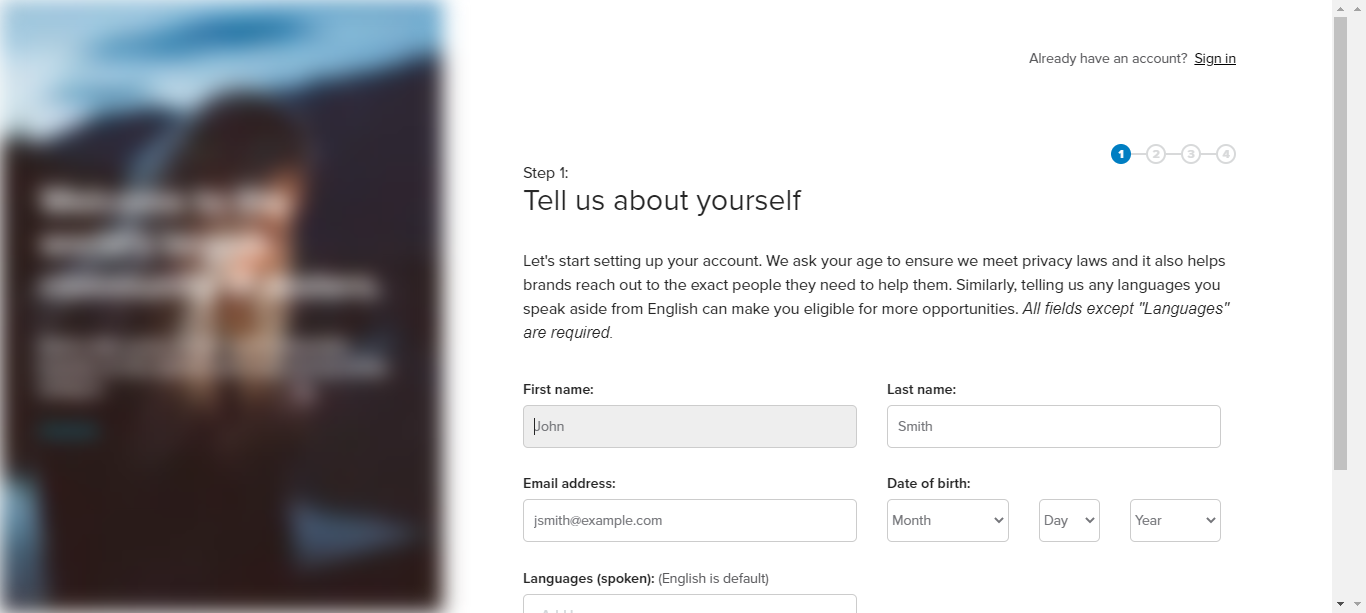 Already have an account? Sign in
1 2 3 4
Step 1:
Tell us about yourself
Let's start setting up your account. We ask your age to ensure we meet privacy laws and it also helps
brands reach out to the exact people they need to help them. Similarly, telling us any languages you
speak aside from English can make you eligible for more opportunities. All fields except "Languages"
are required.
First name: Last name:
John Smith
Email address: Date of birth:
jsmith@example.com Month Day Year
Languages (spoken): (English is default)